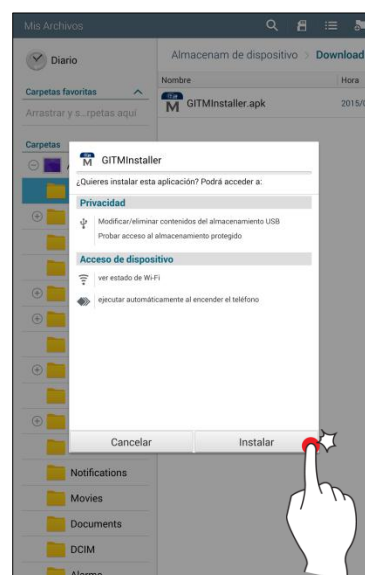 Mis Archivos
Diario
Almacenam de dispositivo > Download
Nombre
Hora
Carpetas favoritas
GITMInstaller.apk
2015/0
Arrastrar y s..rpetas aquí
Carpetas
GITMInstaller
¿Quieres instalar esta aplicación? Podrá acceder a:
Privacidad
Modificar/eliminar contenidos del almacenamiento USB
Probar acceso al almacenamiento protegido
Acceso de dispositivo
ver estado de Wi-Fi
ejecutar automáticamente al encender el teléfono
Cancelar
Instalar
Notifications
Movies
Documents
DCIM
Alarms